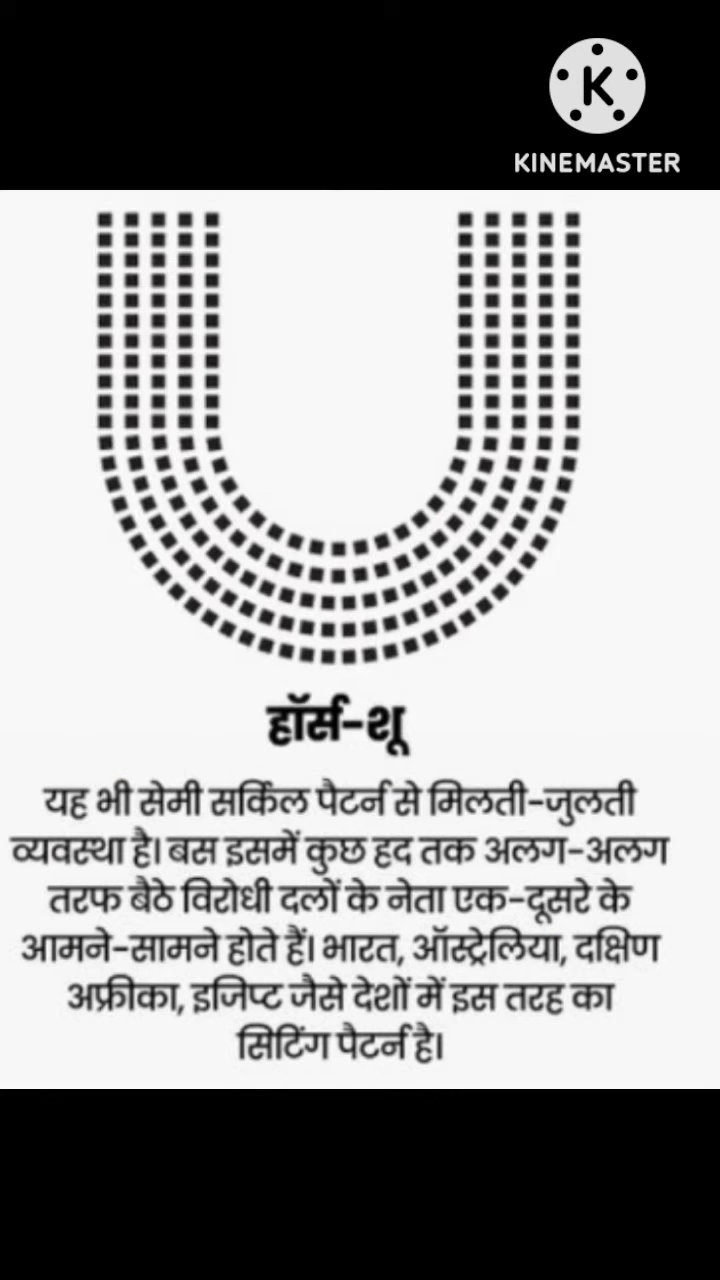 K
KINEMASTER
हॉर्स-शू
यह भी सेमी सर्किल पैटर्न से मिलती-जुलती
व्यवस्था है। बस इसमें कुछ हद तक अलग-अलग
तरफ बैठे विरोधी दलों के नेता एक-दूसरे के
आमने-सामने होते हैं। भारत, ऑस्ट्रेलिया, दक्षिण
अफ्रीका, इजिप्ट जैसे देशों में इस तरह का
सिटिंग पैटर्न है।